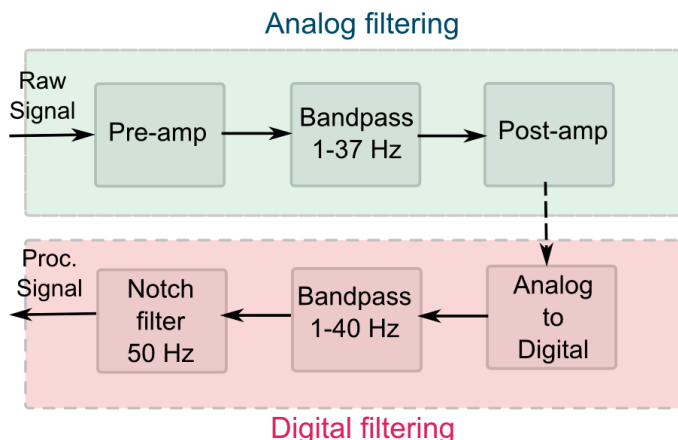 Analog filtering
Raw
Signal
Pre-amp
Bandpass
1-37 Hz
Post-amp
Proc.
Signal
Notch
filter
50 Hz
Bandpass
1-40 Hz
Analog
to
Digital
Digital filtering